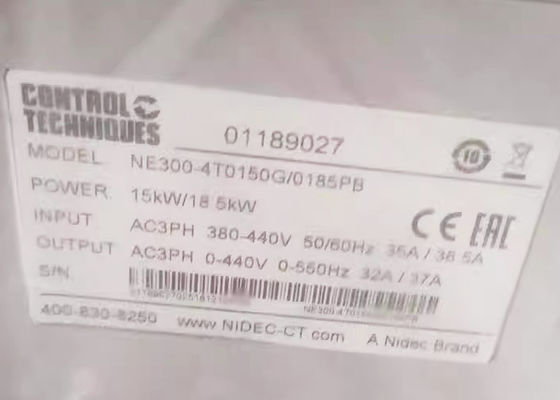 CONTROL
TECHNIQUES
01189027
10
MODEL NE300-4T0150G/0185PB
POWER 15kW/18.5kW
INPUT AC3PH 380-440V 50/60Hz 35A / 38.5A
OUTPUT AC3PH 0-440V 0-550Hz 32A / 37A
CE EAC
S/N.
400-830-8250 www.NIDEC-CT.com A Nidec Brand